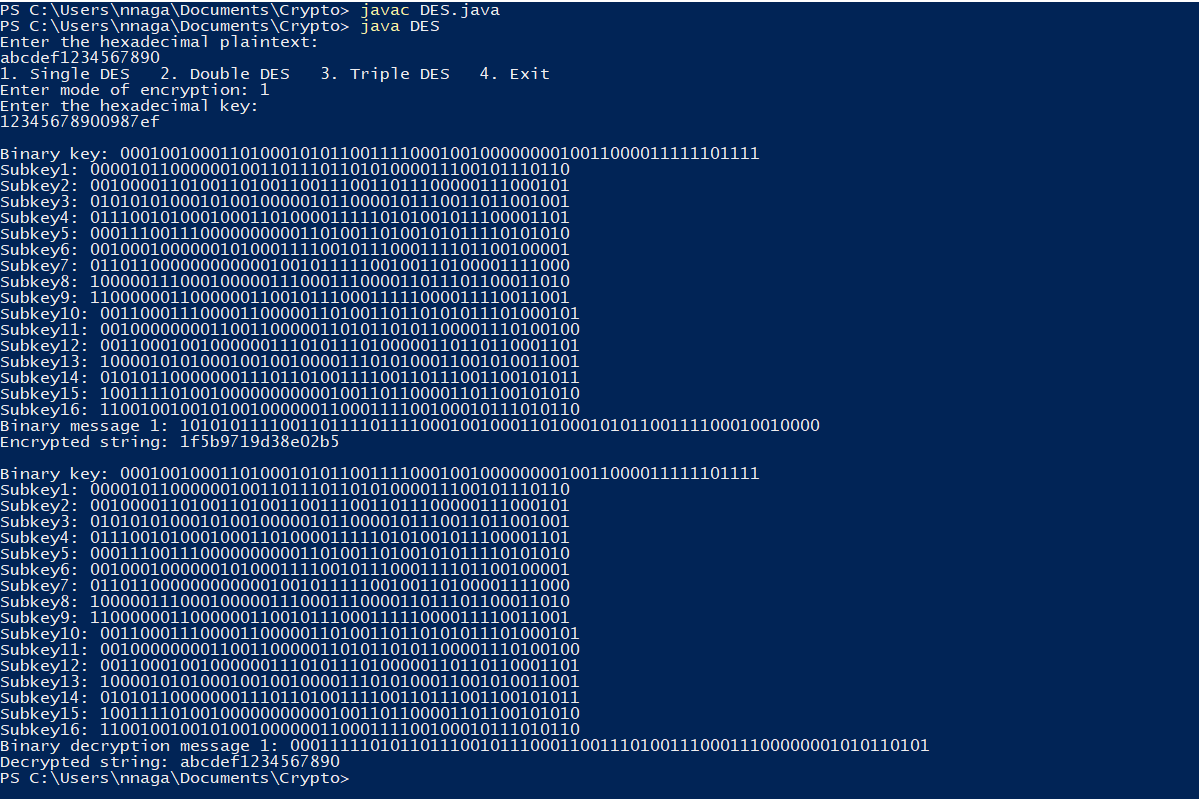 PS C:\Users\nnaga\Documents\Crypto> javac DES.java
PS C:\Users\nnaga\Documents\Crypto> java DES
Enter the hexadecimal plaintext:
abcdef1234567890
1. Single DES   2. Double DES   3. Triple DES   4. Exit
Enter mode of encryption: 1
Enter the hexadecimal key:
12345678900987ef
Binary key: 0001001000110100010101100111100010010000000010011000011111101111
Subkey1: 000010110000001001101110110101000011100101110110
Subkey2: 001000011010011010011001110011011100000111000101
Subkey3: 010101010001010010000010110000101110011011001001
Subkey4: 011100101000100011010000111110101001011100001101
Subkey5: 000111001110000000000110100110100101011110101010
Subkey6: 001000100000010100011110010111000111101100100001
Subkey7: 011011000000000000100101111100100110100001111000
Subkey8: 100000111000100000111000111000011011101100011010
Subkey9: 110000001100000011001011100011111000011110011001
Subkey10: 001100011100001100000110100110110101011101000101
Subkey11: 001000000001100110000011010110101100001110100100
Subkey12: 001100010010000001110101110100000110110110001101
Subkey13: 100001010100010010010000111010100011001010011001
Subkey14: 010101100000001110110100111100110111001100101011
Subkey15: 100111101001000000000001001101100001101100101010
Subkey16: 110010010010100100000011000111100100010111010110
Binary message 1: 1010101111001101111011110001001000110100010101100111100010010000
Encrypted string: 1f5b9719d38e02b5
Binary key: 0001001000110100010101100111100010010000000010011000011111101111
Subkey1: 000010110000001001101110110101000011100101110110
Subkey2: 001000011010011010011001110011011100000111000101
Subkey3: 010101010001010010000010110000101110011011001001
Subkey4: 011100101000100011010000111110101001011100001101
Subkey5: 000111001110000000000110100110100101011110101010
Subkey6: 001000100000010100011110010111000111101100100001
Subkey7: 011011000000000000100101111100100110100001111000
Subkey8: 100000111000100000111000111000011011101100011010
Subkey9: 110000001100000011001011100011111000011110011001
Subkey10: 001100011100001100000110100110110101011101000101
Subkey11: 001000000001100110000011010110101100001110100100
Subkey12: 001100010010000001110101110100000110110110001101
Subkey13: 100001010100010010010000111010100011001010011001
Subkey14: 010101100000001110110100111100110111001100101011
Subkey15: 100111101001000000000001001101100001101100101010
Subkey16: 110010010010100100000011000111100100010111010110
Binary decryption message 1: 0001111101011011100101110001100111010011100011100000001010110101
Decrypted string: abcdef1234567890
PS C:\Users\nnaga\Documents\Crypto>